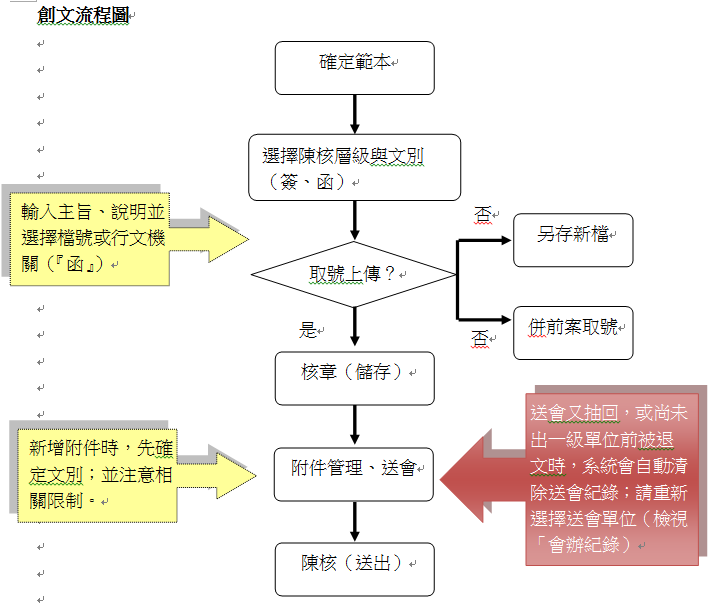 創文流程圖
確定範本
選擇陳核層級與文別
（簽、函）
輸入主旨、說明並
選擇檔號或行文機
關（『函』）
取號上傳？
否
另存新檔
否
併前案取號
是
核章（儲存）
新增附件時，先確
定文別；並注意相
關限制。
附件管理、送會
送會又抽回，或尚未
出一級單位前被退
文時，系統會自動清
除送會紀錄；請重新
選擇送會單位（檢視
「會辦紀錄）
陳核（送出）